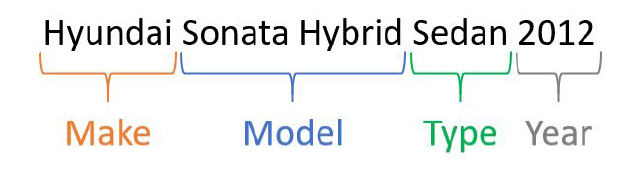 Hyundai Sonata Hybrid Sedan 2012
Make Model Type Year